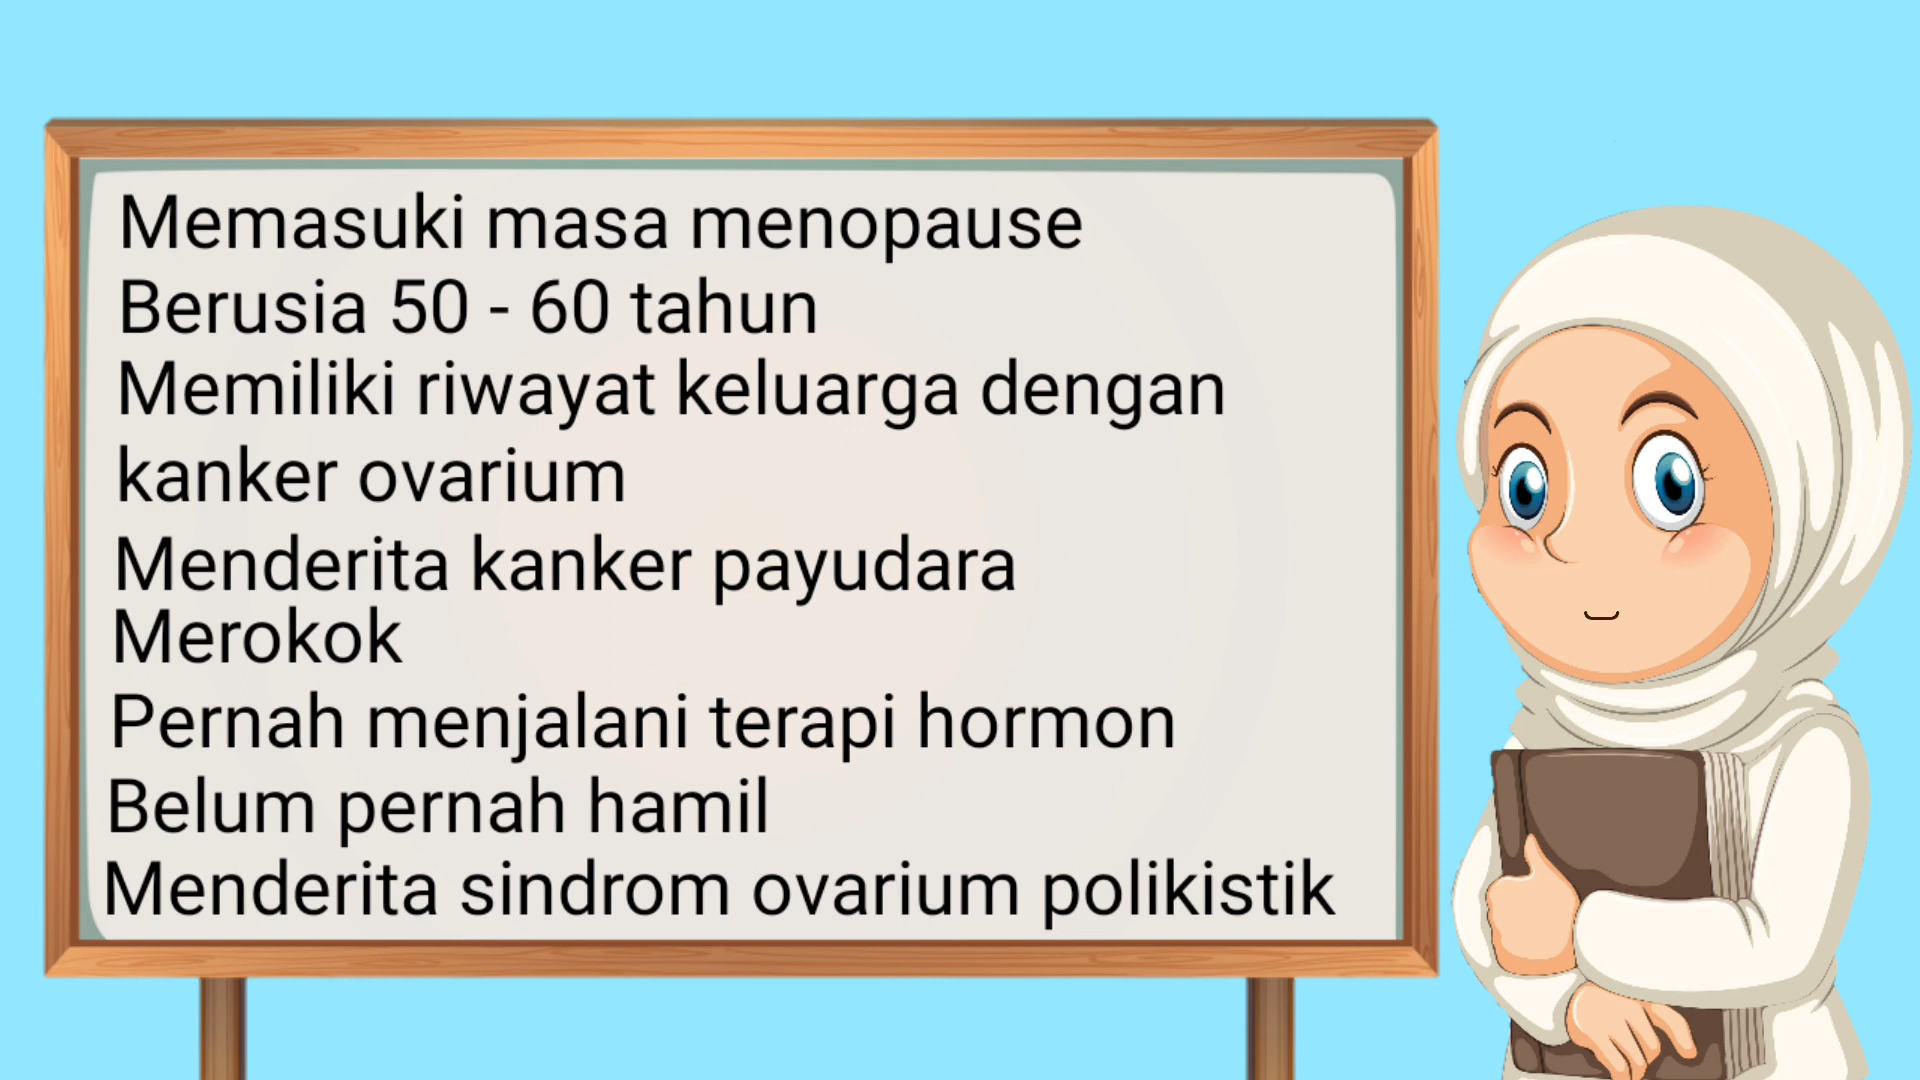 Memasuki masa menopause
Berusia 50 - 60 tahun
Memiliki riwayat keluarga dengan
kanker ovarium
Menderita kanker payudara
Merokok
Pernah menjalani terapi hormon
Belum pernah hamil
Menderita sindrom ovarium polikistik